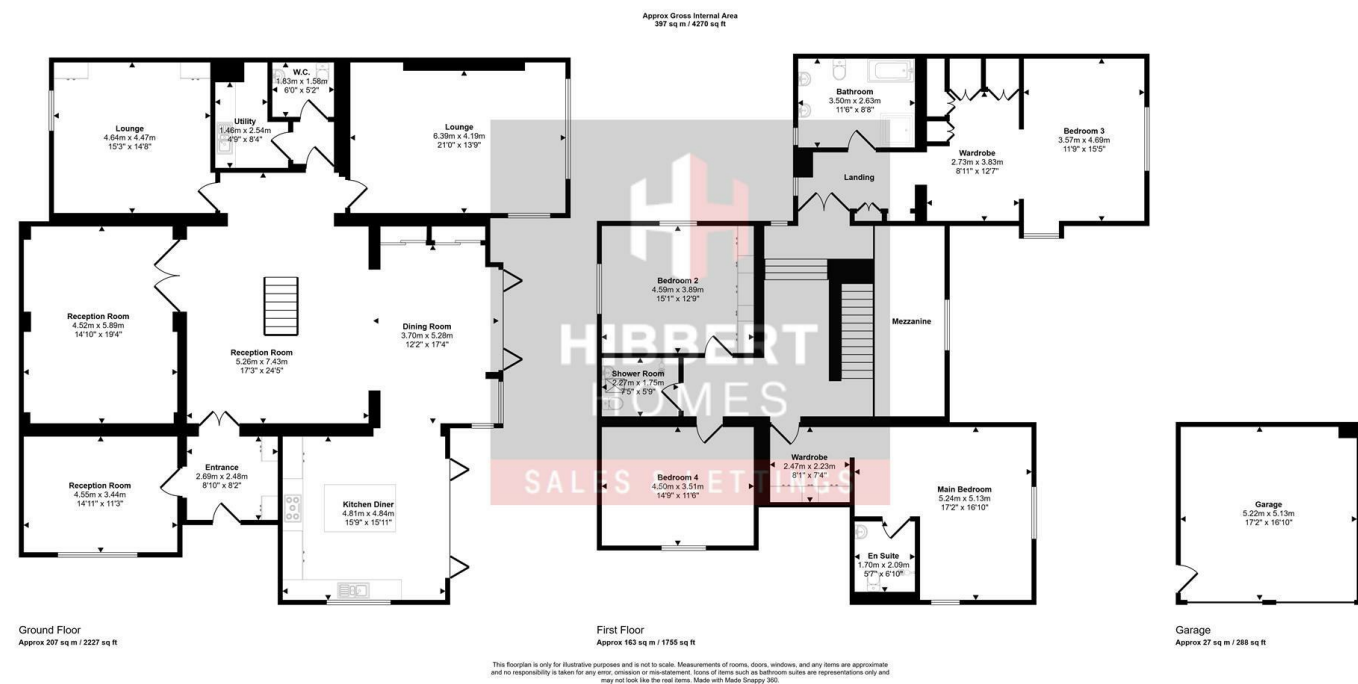 Approx Gross Internal Area
397 sq m / 4270 sq ft
Lounge
4.64m x 4.47m
15'3" x 14'8"
Utility
1.46m x 2.54m
4'9" x 8'4"
W.C.
1.83m x 1.58m
6'0" x 5'2"
Lounge
6.39m x 4.19m
21'0" x 13'9"
Reception Room
4.52m x 5.89m
14'10" x 19'4"
Reception Room
5.26m x 7.43m
17'3" x 24'5"
Dining Room
3.70m x 5.28m
12'2" x 17'4"
Reception Room
4.55m x 3.44m
14'11" x 11'3"
Entrance
2.69m x 2.48m
8'10" x 8'2"
Kitchen Diner
4.81m x 4.84m
15'9" x 15'11"
Ground Floor
Approx 207 sq m / 2227 sq ft
Bathroom
3.50m x 2.63m
11'6" x 8'8"
Wardrobe
2.73m x 3.83m
8'11" x 12'7"
Bedroom 3
3.57m x 4.69m
11'9" x 15'5"
Landing
Bedroom 2
4.59m x 3.89m
15'1" x 12'9"
Mezzanine
Shower Room
2.27m x 1.75m
7'5" x 5'9"
Bedroom 4
4.50m x 3.51m
14'9" x 11'6"
Wardrobe
2.47m x 2.23m
8'1" x 7'4"
Main Bedroom
5.24m x 5.13m
17'2" x 16'10"
En Suite
1.70m x 2.09m
5'7" x 6'10"
HIBBERT
HOMES
SALES & LETTINGS
First Floor
Approx 163 sq m / 1755 sq ft
Garage
5.22m x 5.13m
17'2" x 16'10"
Garage
Approx 27 sq m / 288 sq ft
This floorplan is only for illustrative purposes and is not to scale. Measurements of rooms, doors, windows, and any items are approximate
and no responsibility is taken for any error, omission or mis-statement. Icons of items such as bathroom suites are representations only and
may not look like the real items. Made with Made Snappy 360.